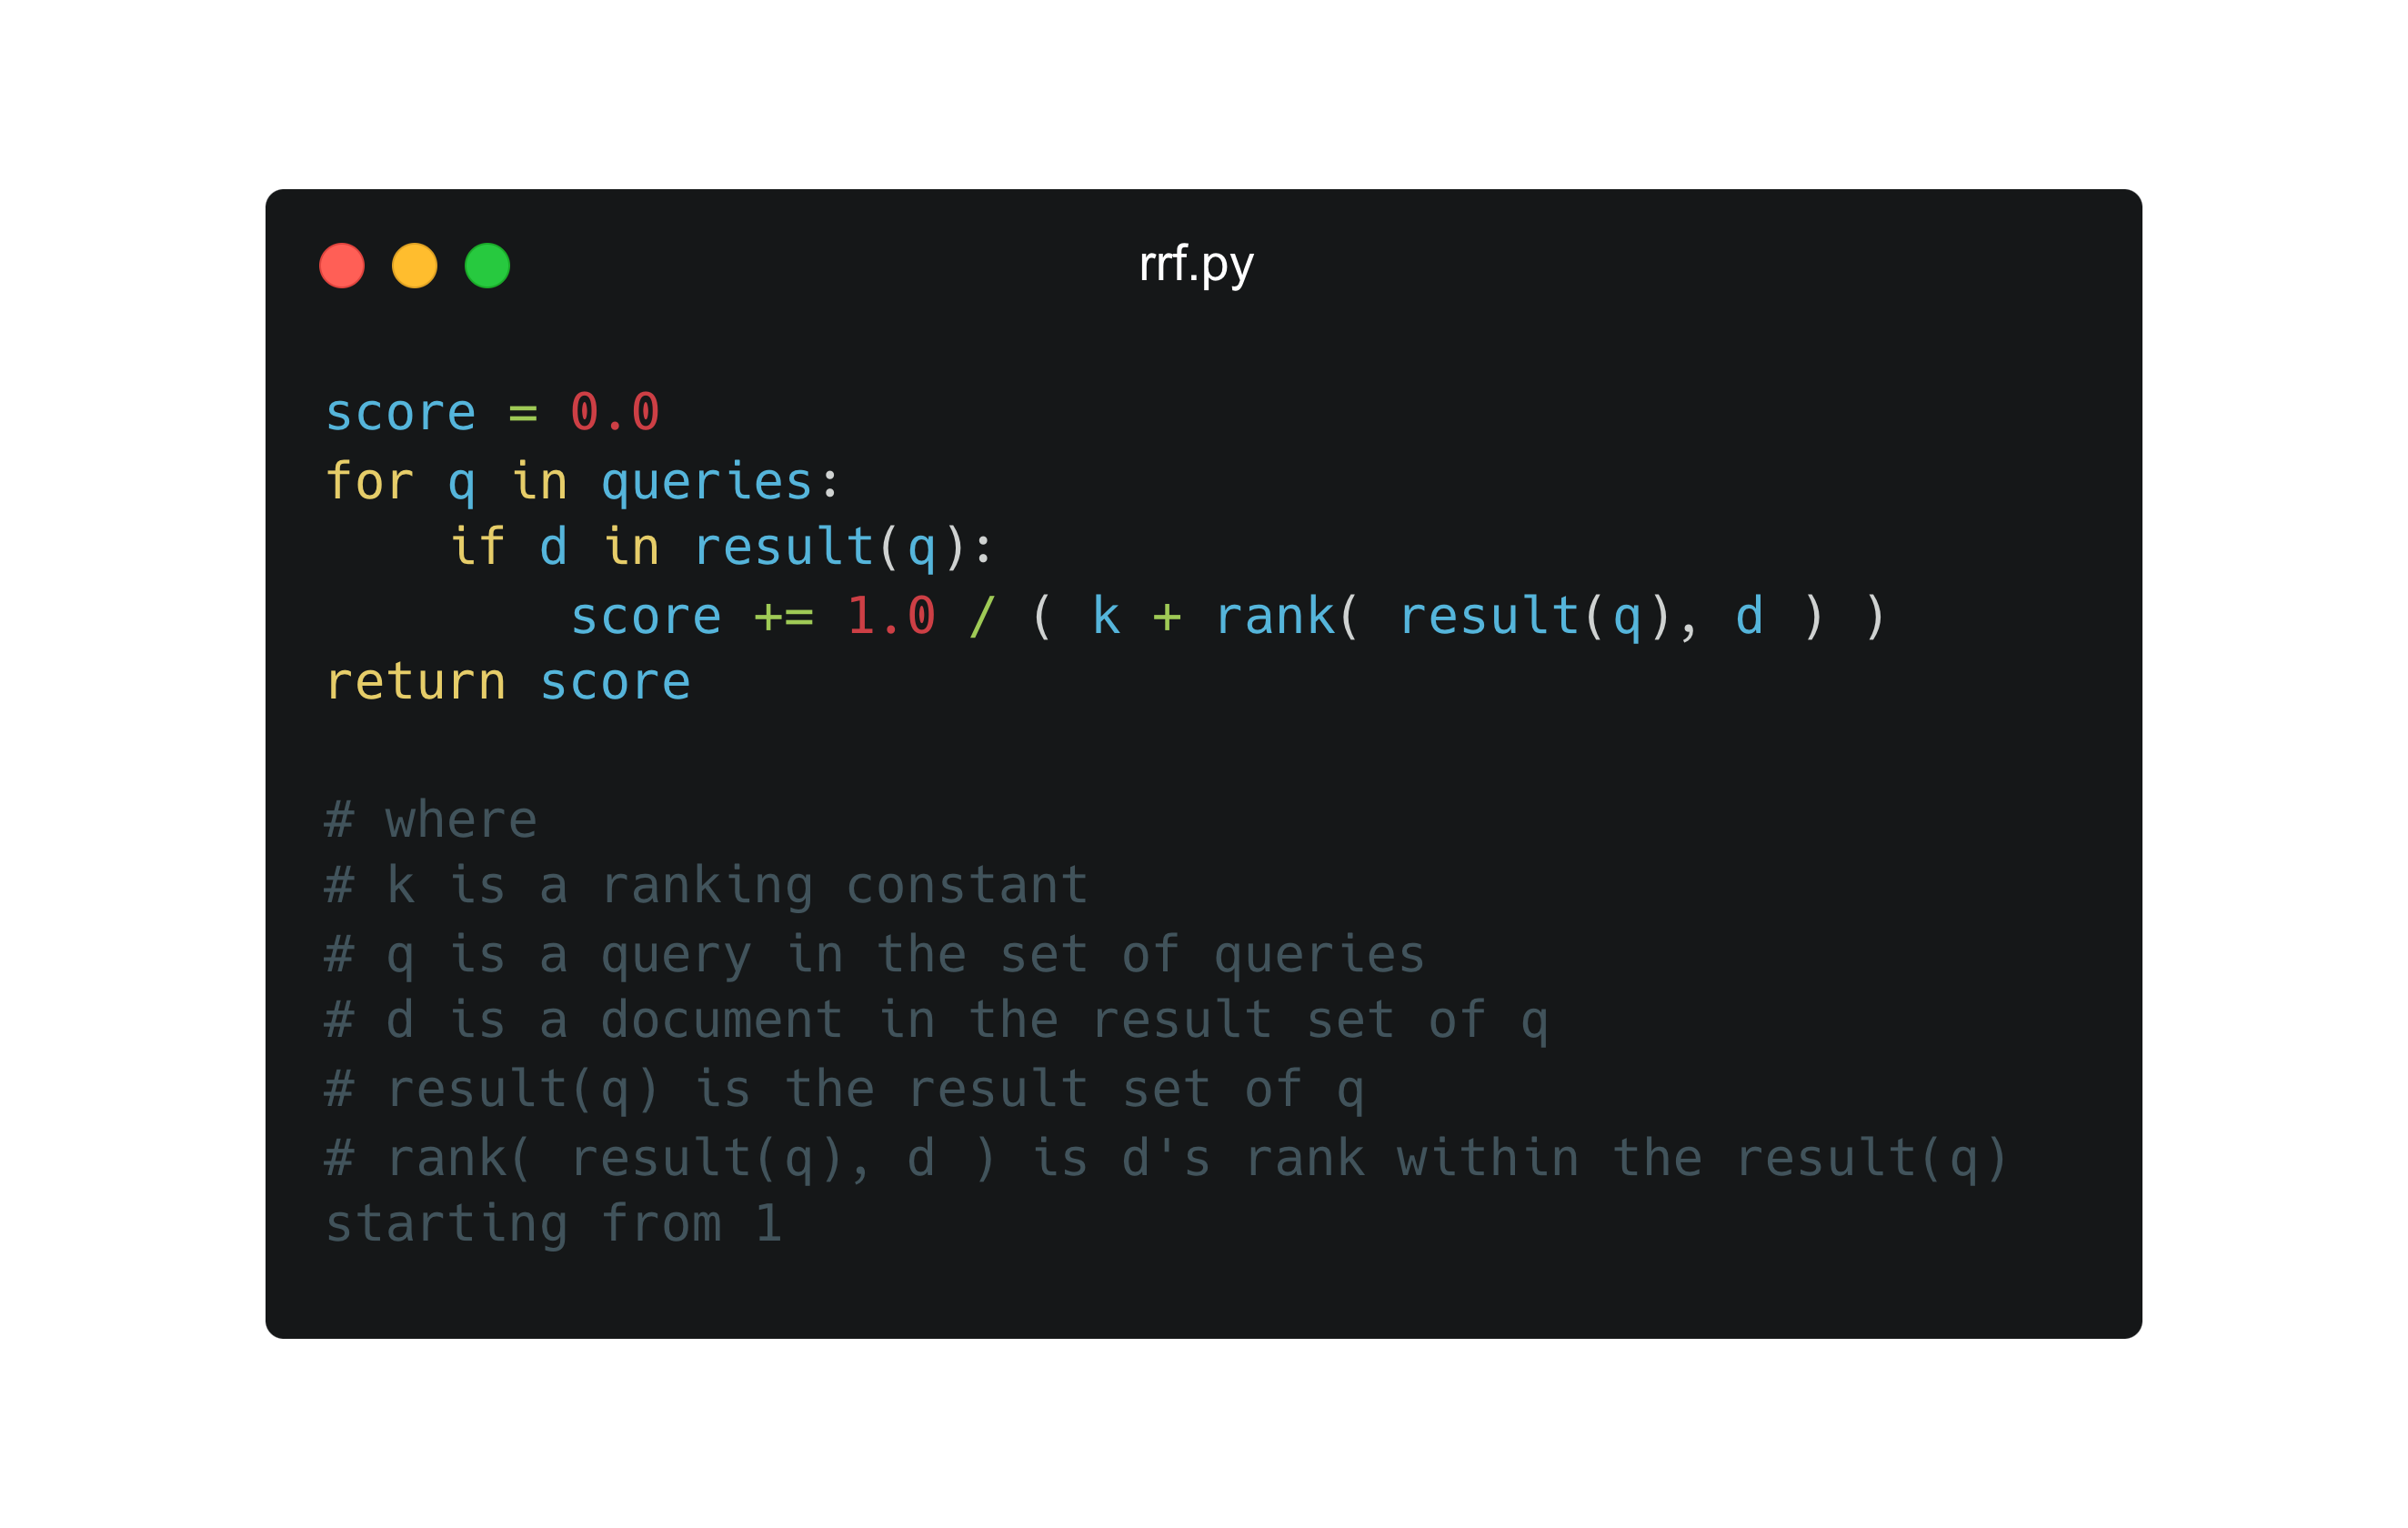 rrf.py
score = 0.0
for q in queries:
    if d in result(q):
        score += 1.0 / ( k + rank( result(q), d ) )
return score
# where
# k is a ranking constant
# q is a query in the set of queries
# d is a document in the result set of q
# result(q) is the result set of q
# rank( result(q), d ) is d's rank within the result(q)
starting from 1